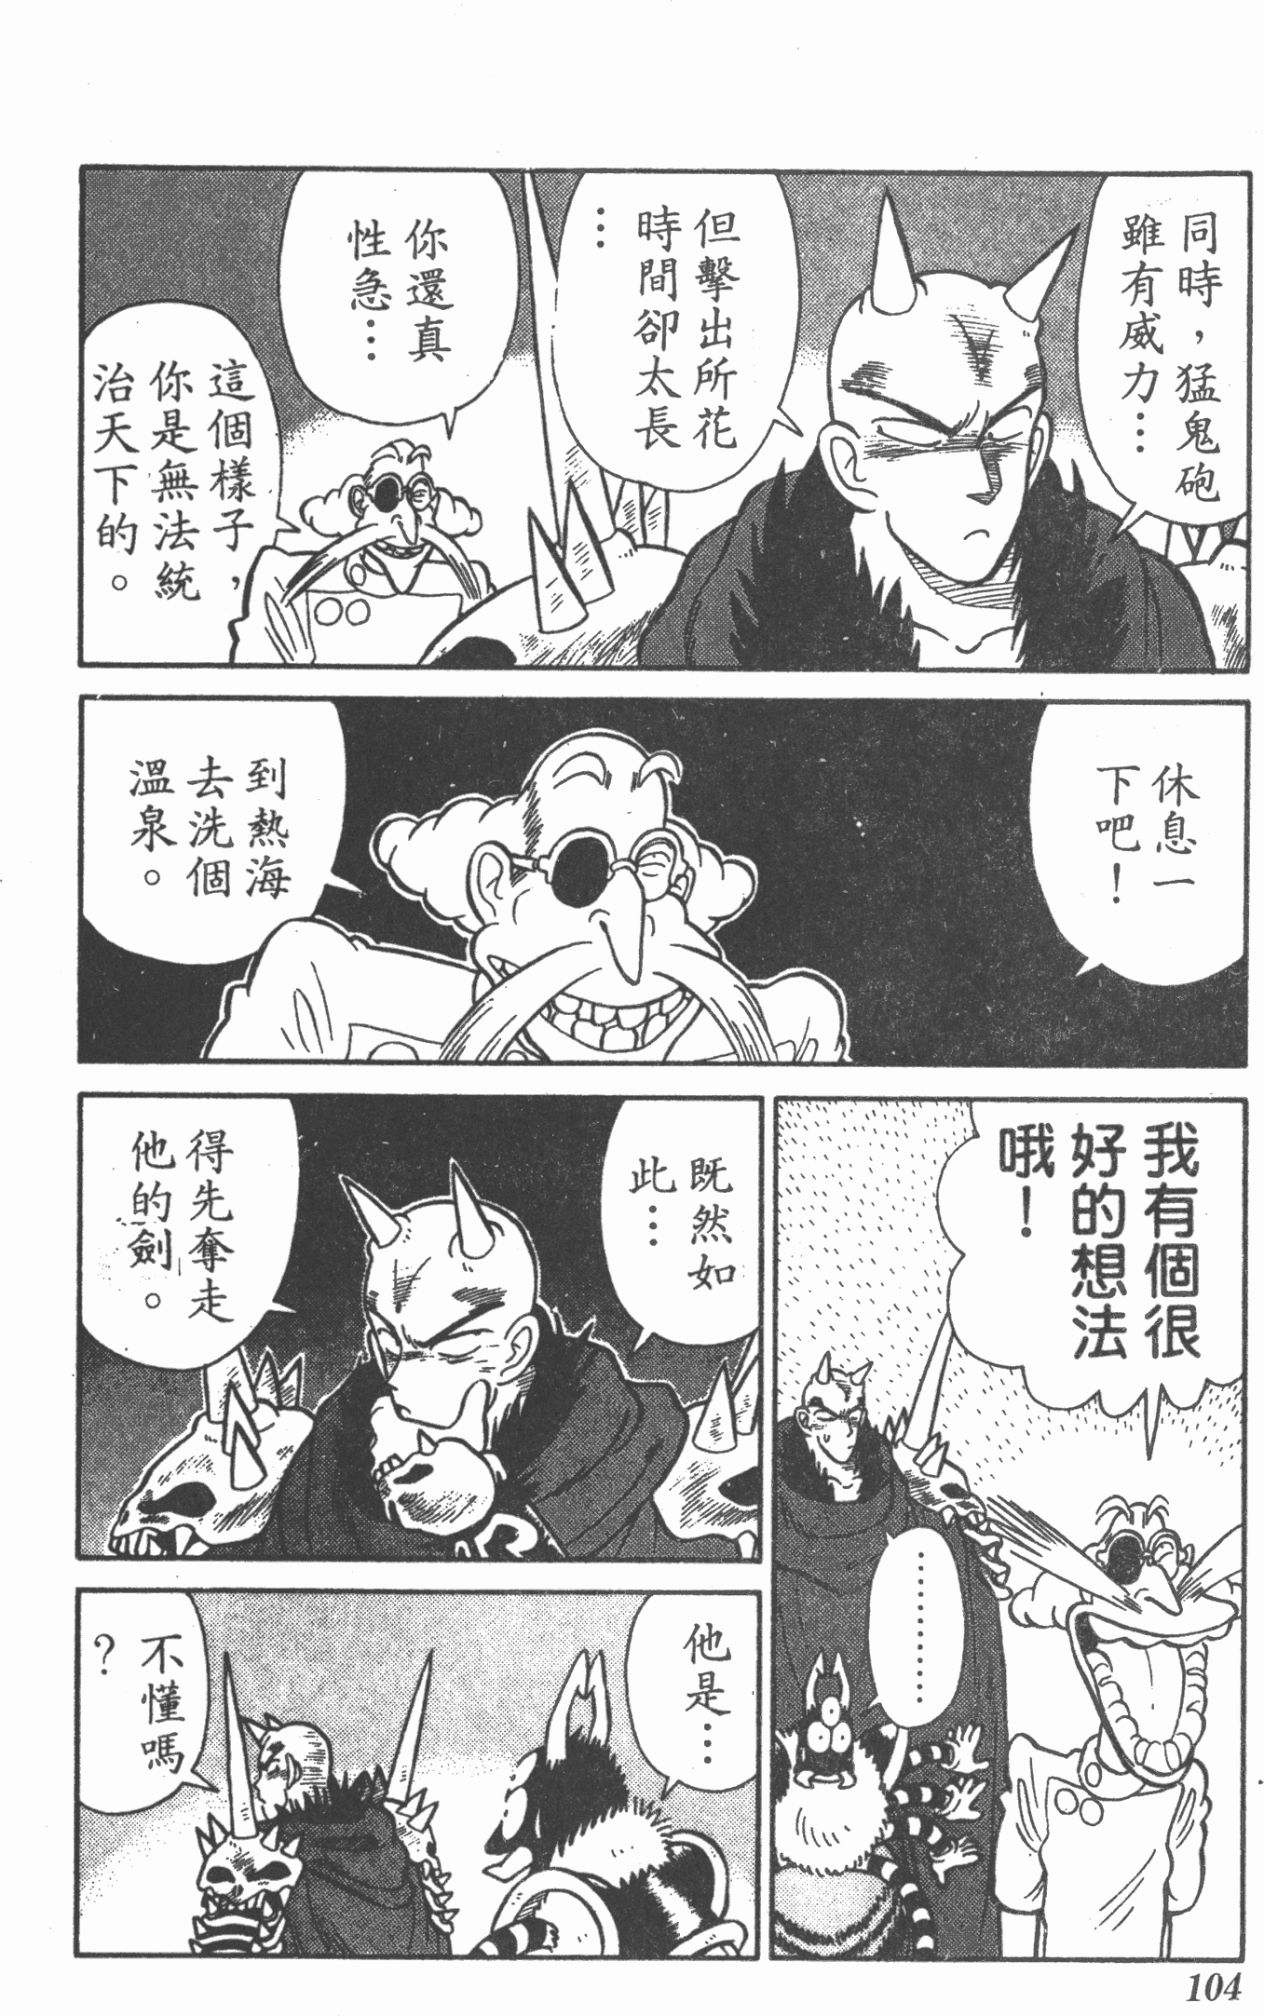 同時，猛鬼砲
雖有威力…
但擊出所花
時間卻太長
…
你還真
性急…
這個樣子，
你是無法統
治天下的。
休息一
下吧！
到熱海
去洗個
溫泉。
我有個很
好的想法
哦！
…………
既然如
此…
得先奪走
他的劍。
他是…
不懂嗎
？
104